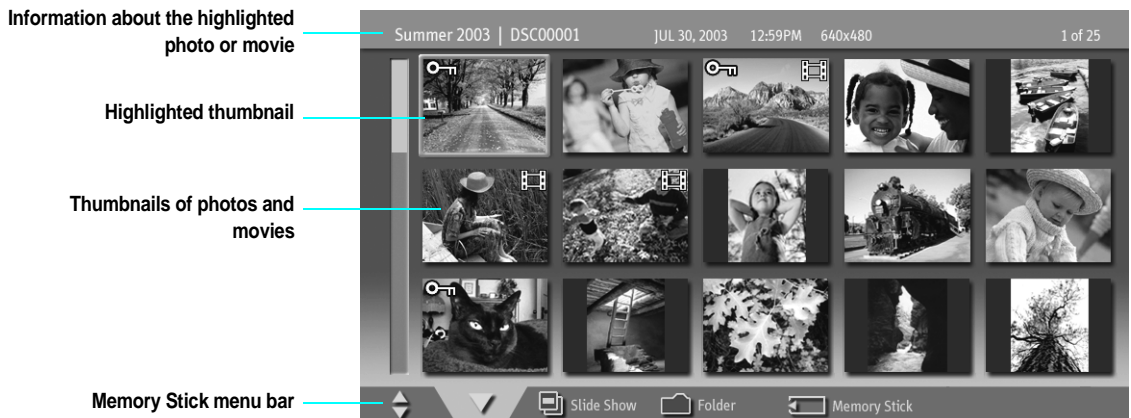 Information about the highlighted
photo or movie
Summer 2003 | DSC00001 JUL 30, 2003 12:59PM 640x480 1 of 25
Highlighted thumbnail
Thumbnails of photos and
movies
Memory Stick menu bar
Slide Show Folder Memory Stick